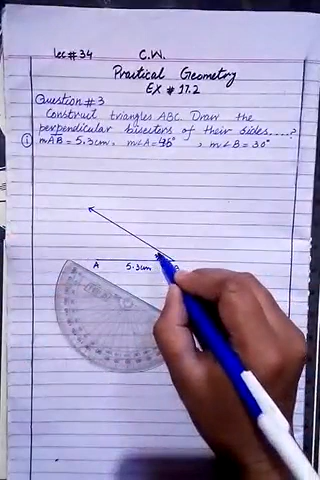 Lec # 34 C.W.
Practical Geometry
EX # 17.2
Question # 3
Construct triangles ABC. Draw the
perpendicular bisectors of their sides....?
(i) mAB = 5.3cm, m∠A = 45° , m∠B = 30°
A 5.3cm B